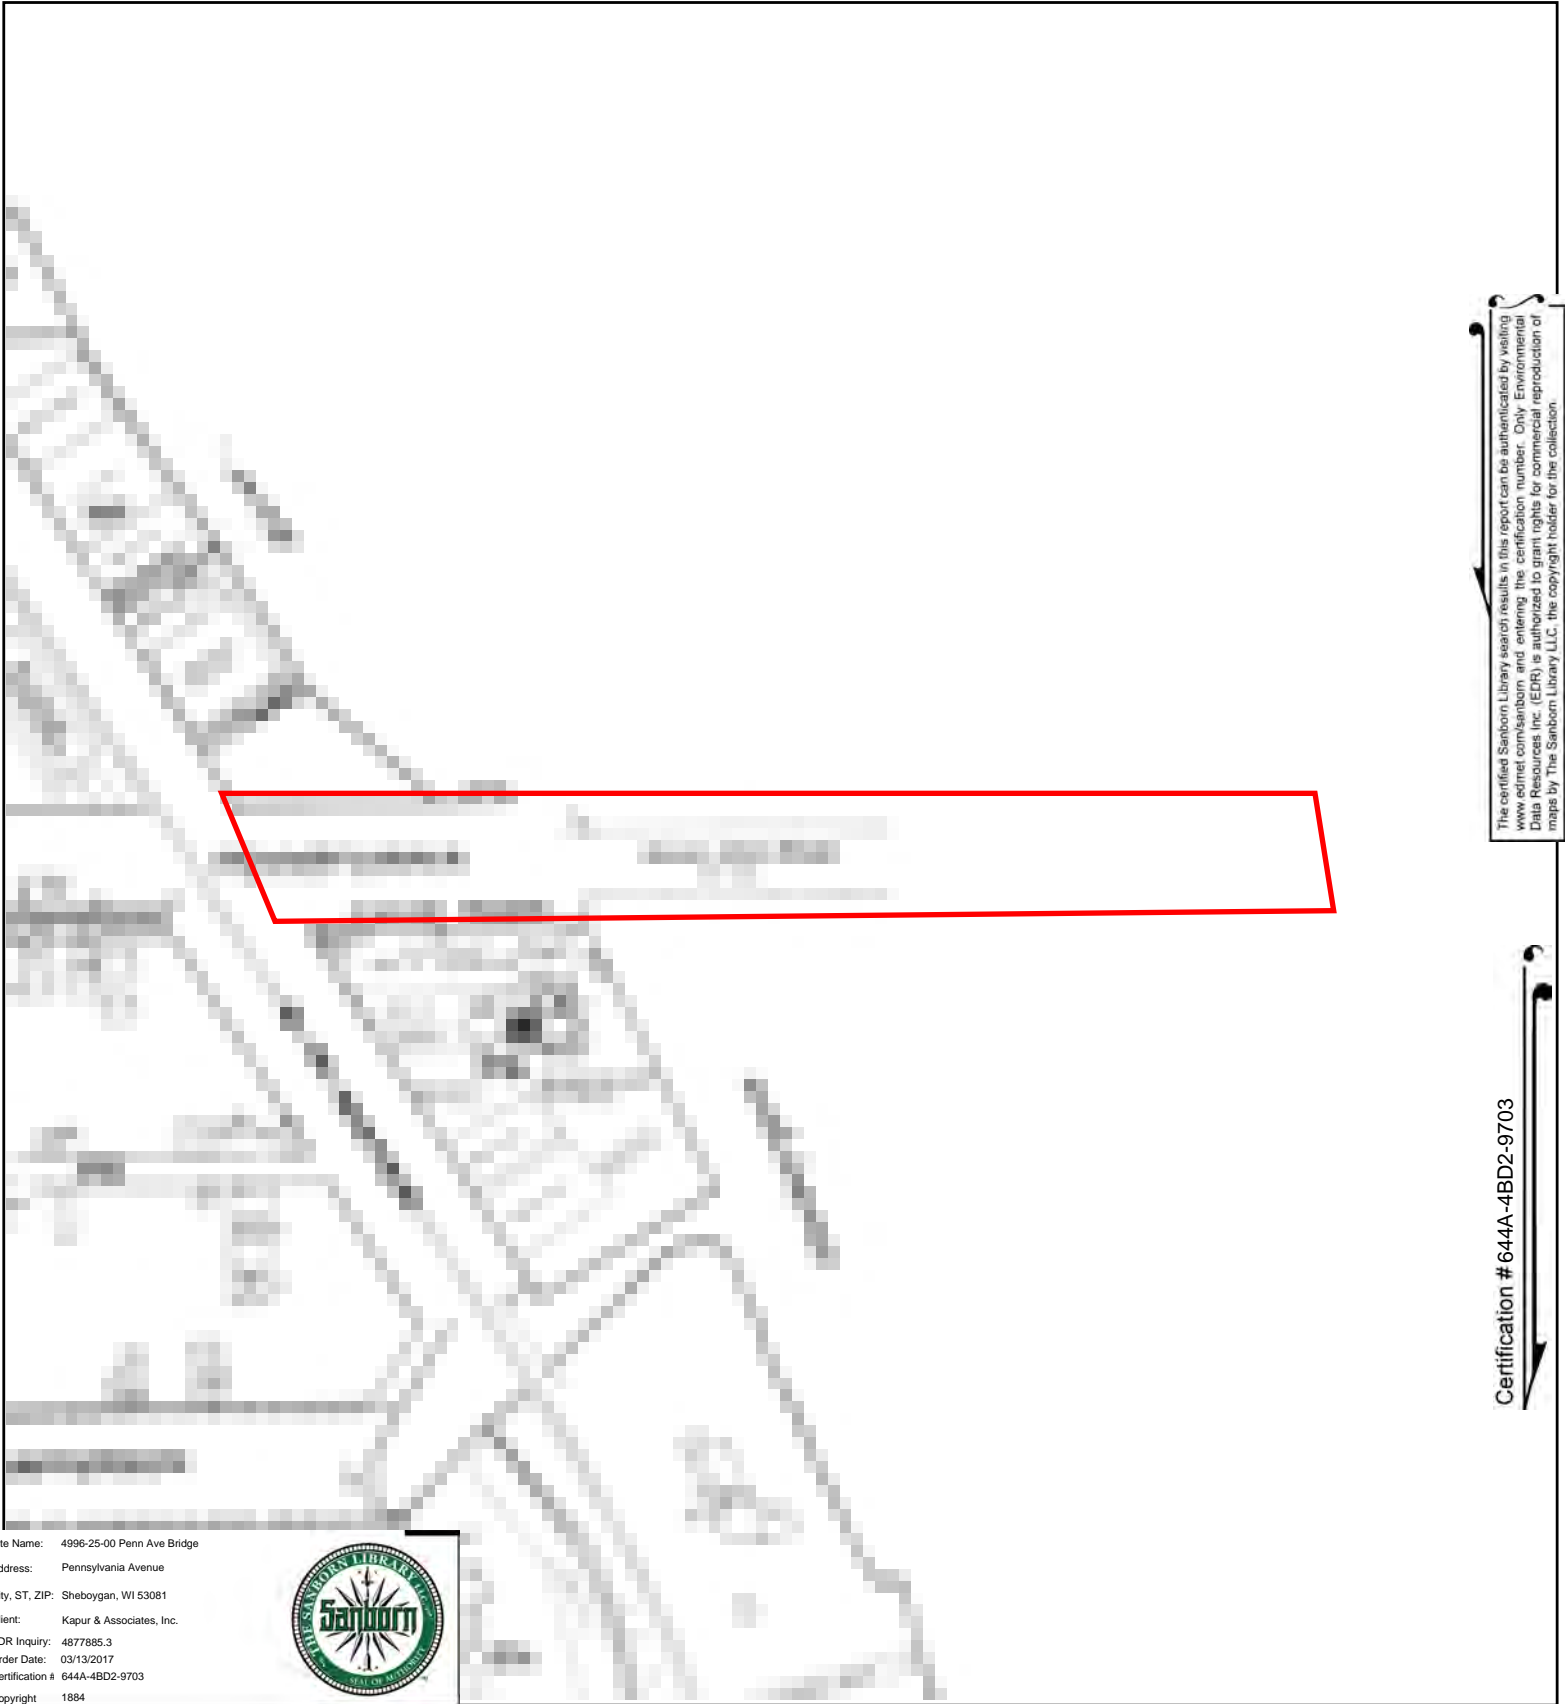 The certified Sanborn Library search results in this report can be authenticated by visiting
www.edrnet.com/sanborn and entering the certification number. Only Environmental
Data Resources Inc. (EDR) is authorized to grant rights for commercial reproduction of
maps by The Sanborn Library LLC, the copyright holder for the collection.
Certification # 644A-4BD2-9703
te Name: 4996-25-00 Penn Ave Bridge
ddress: Pennsylvania Avenue
ty, ST, ZIP: Sheboygan, WI 53081
lient: Kapur & Associates, Inc.
DR Inquiry: 4877885.3
rder Date: 03/13/2017
ertification # 644A-4BD2-9703
opyright 1884
THE SANBORN LIBRARY, LLC
Sanborn
SEAL OF AUTHORITY